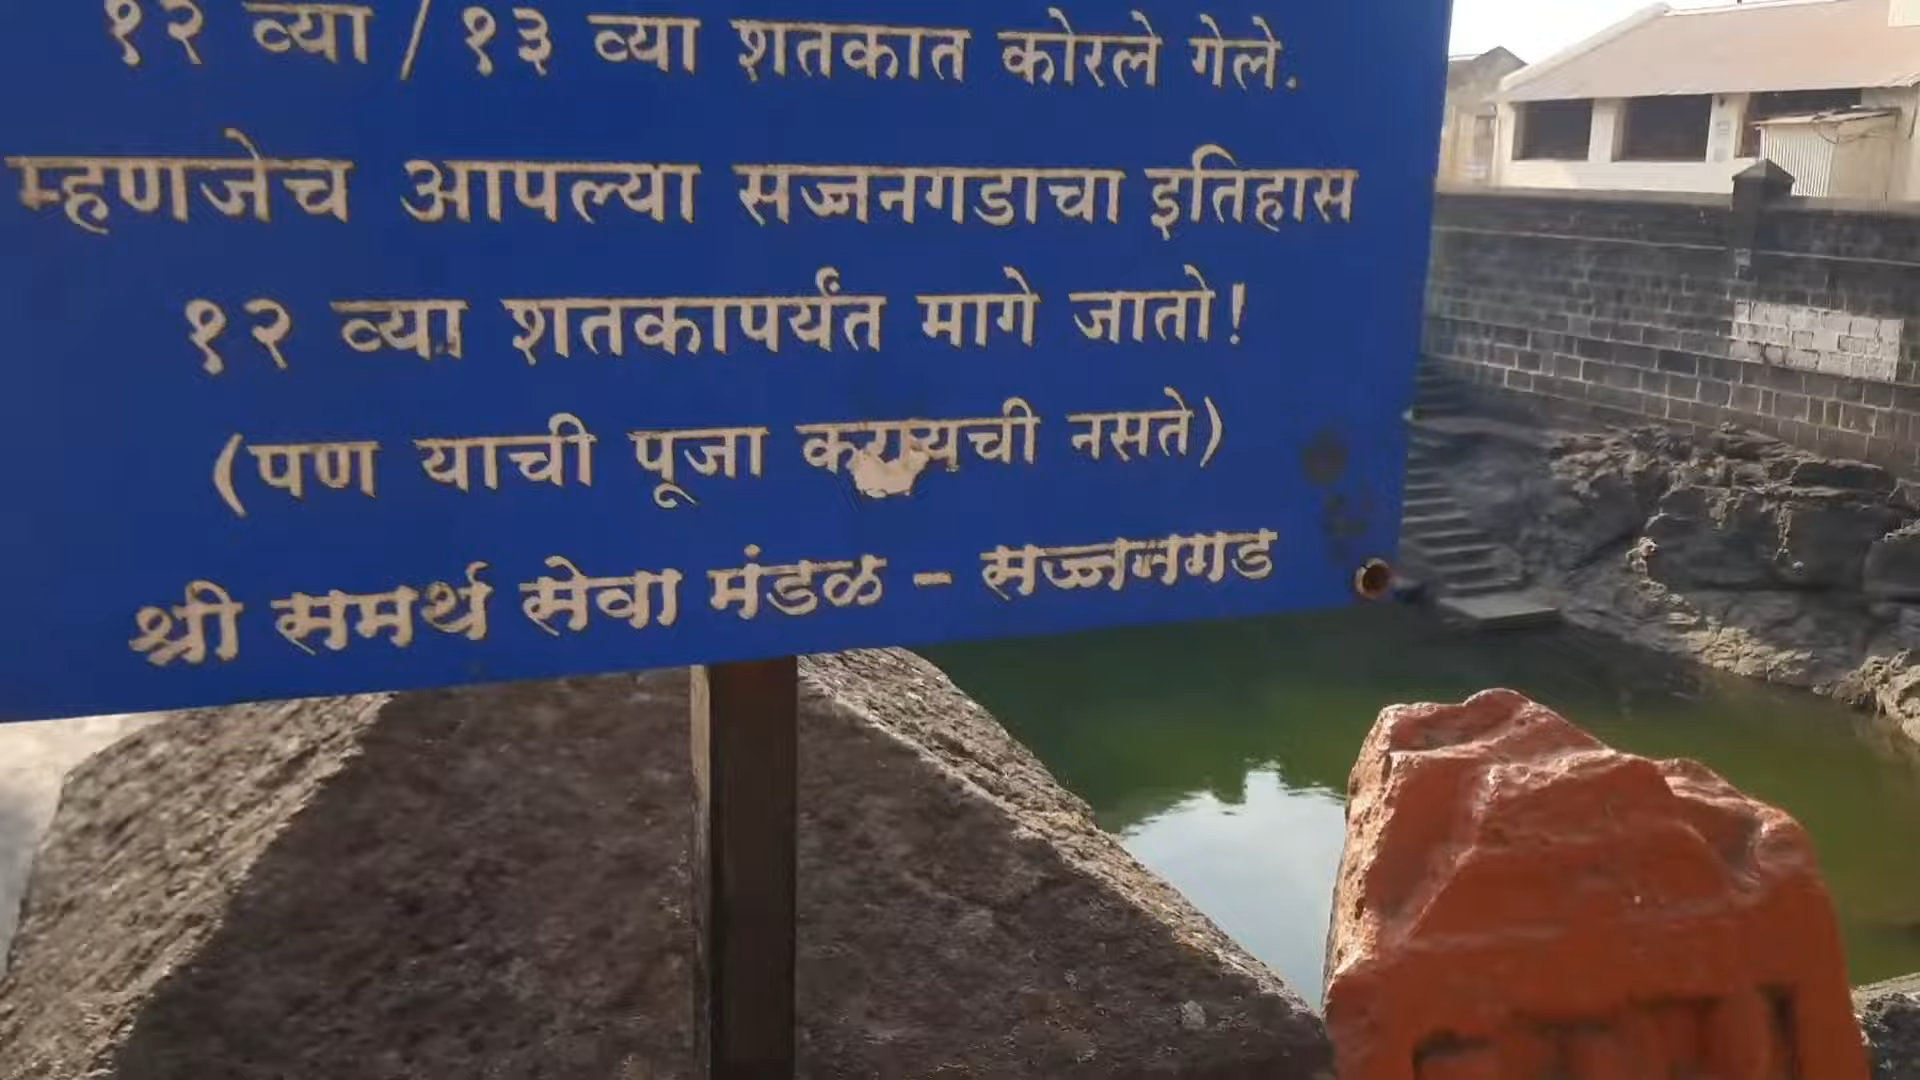 १२ व्या / १३ व्या शतकात कोरले गेले.
म्हणजेच आपल्या सज्जनगडाचा इतिहास
१२ व्या शतकापर्यंत मागे जातो!
(पण याची पूजा करायची नसते)
श्री समर्थ सेवा मंडळ - सज्जनगड